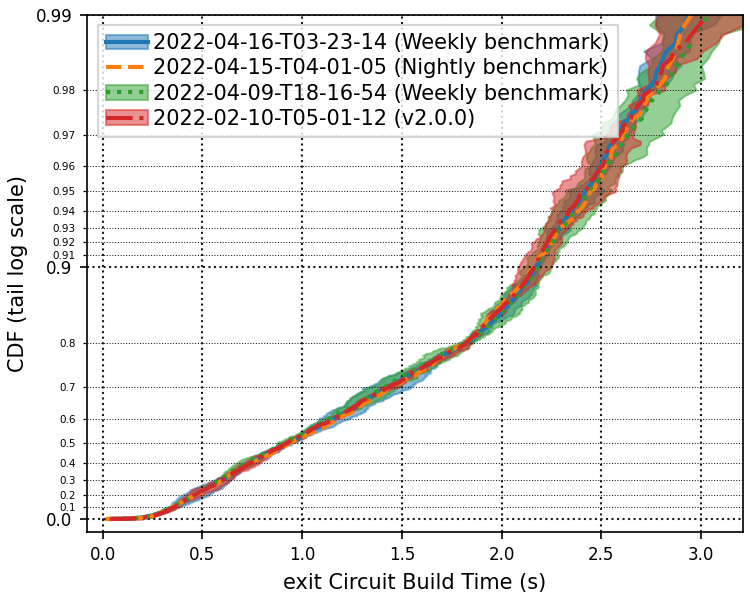 0.99
2022-04-16-T03-23-14 (Weekly benchmark)
2022-04-15-T04-01-05 (Nightly benchmark)
2022-04-09-T18-16-54 (Weekly benchmark)
2022-02-10-T05-01-12 (v2.0.0)
0.98
0.97
0.96
0.95
0.94
0.93
0.92
0.91
0.9
0.8
0.7
0.6
0.5
0.4
0.3
0.2
0.1
0.0
CDF (tail log scale)
0.0 0.5 1.0 1.5 2.0 2.5 3.0
exit Circuit Build Time (s)